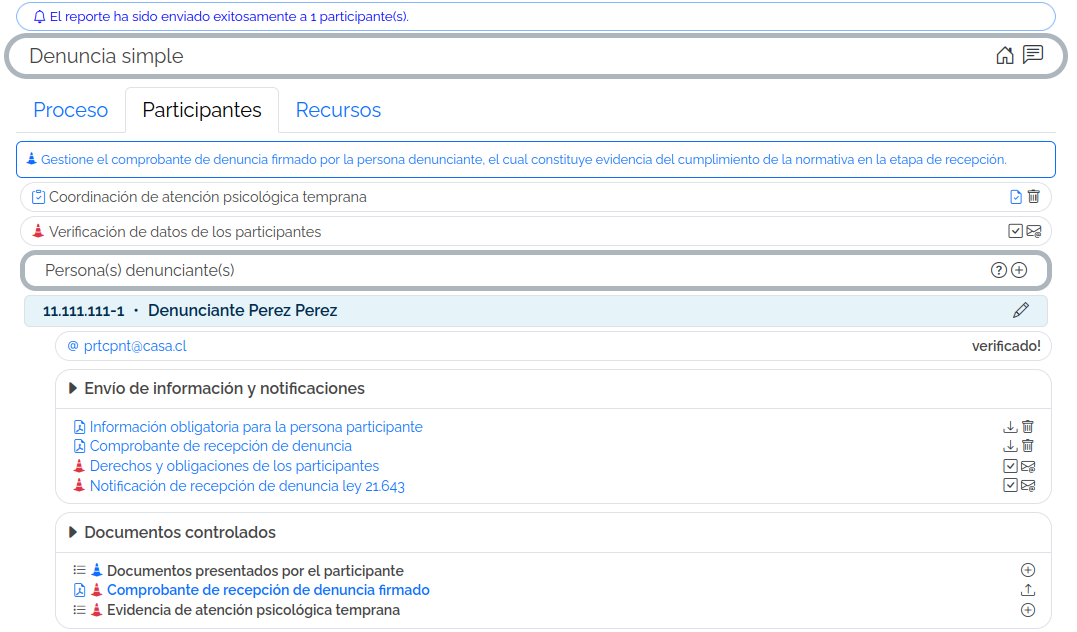 El reporte ha sido enviado exitosamente a 1 participante(s).
Denuncia simple
Proceso Participantes Recursos
Gestione el comprobante de denuncia firmado por la persona denunciante, el cual constituye evidencia del cumplimiento de la normativa en la etapa de recepción.
Coordinación de atención psicológica temprana
Verificación de datos de los participantes
Persona(s) denunciante(s)
11.111.111-1 · Denunciante Perez Perez
@ prtcpnt@casa.cl verificado!
Envío de información y notificaciones
Información obligatoria para la persona participante
Comprobante de recepción de denuncia
Derechos y obligaciones de los participantes
Notificación de recepción de denuncia ley 21.643
Documentos controlados
Documentos presentados por el participante
Comprobante de recepción de denuncia firmado
Evidencia de atención psicológica temprana